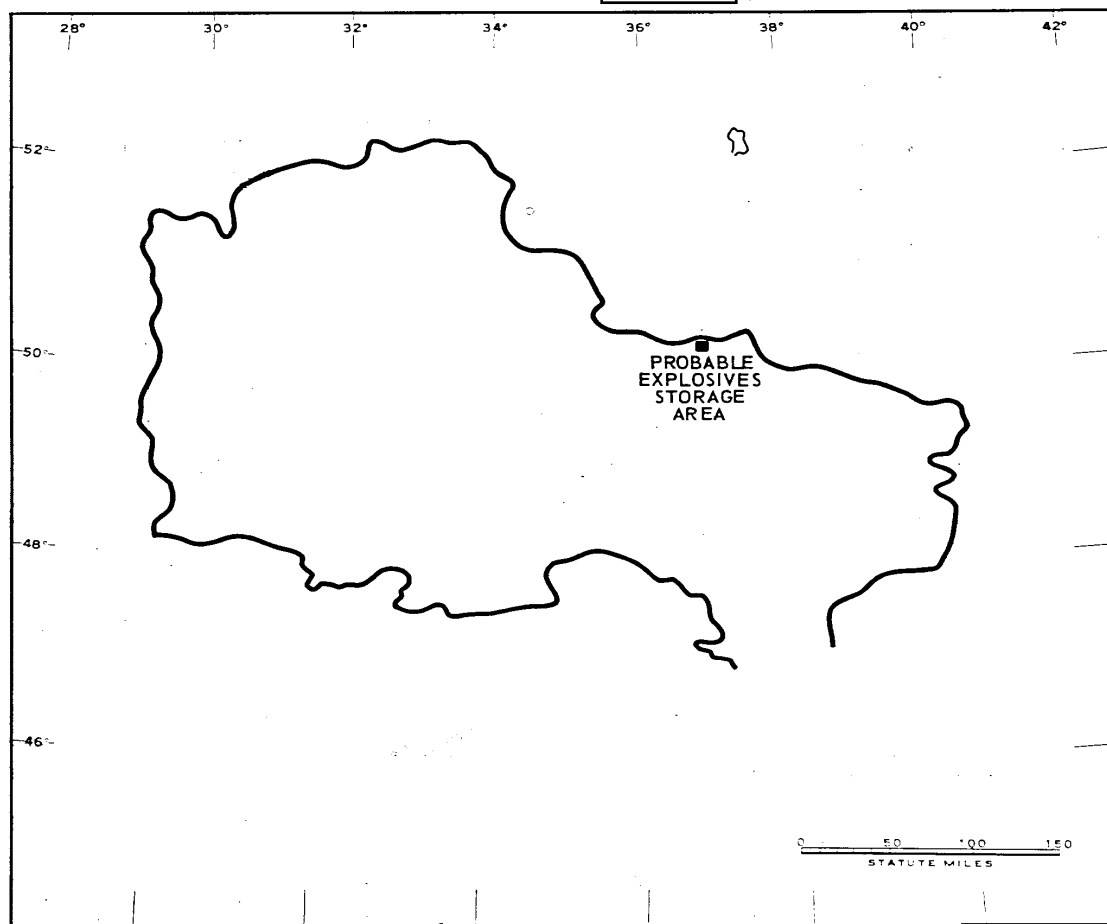 28° 30° 32° 34° 36° 38° 40° 42°
52°
50°
PROBABLE
EXPLOSIVES
STORAGE
AREA
48°
46°
0 50 100 150
STATUTE MILES